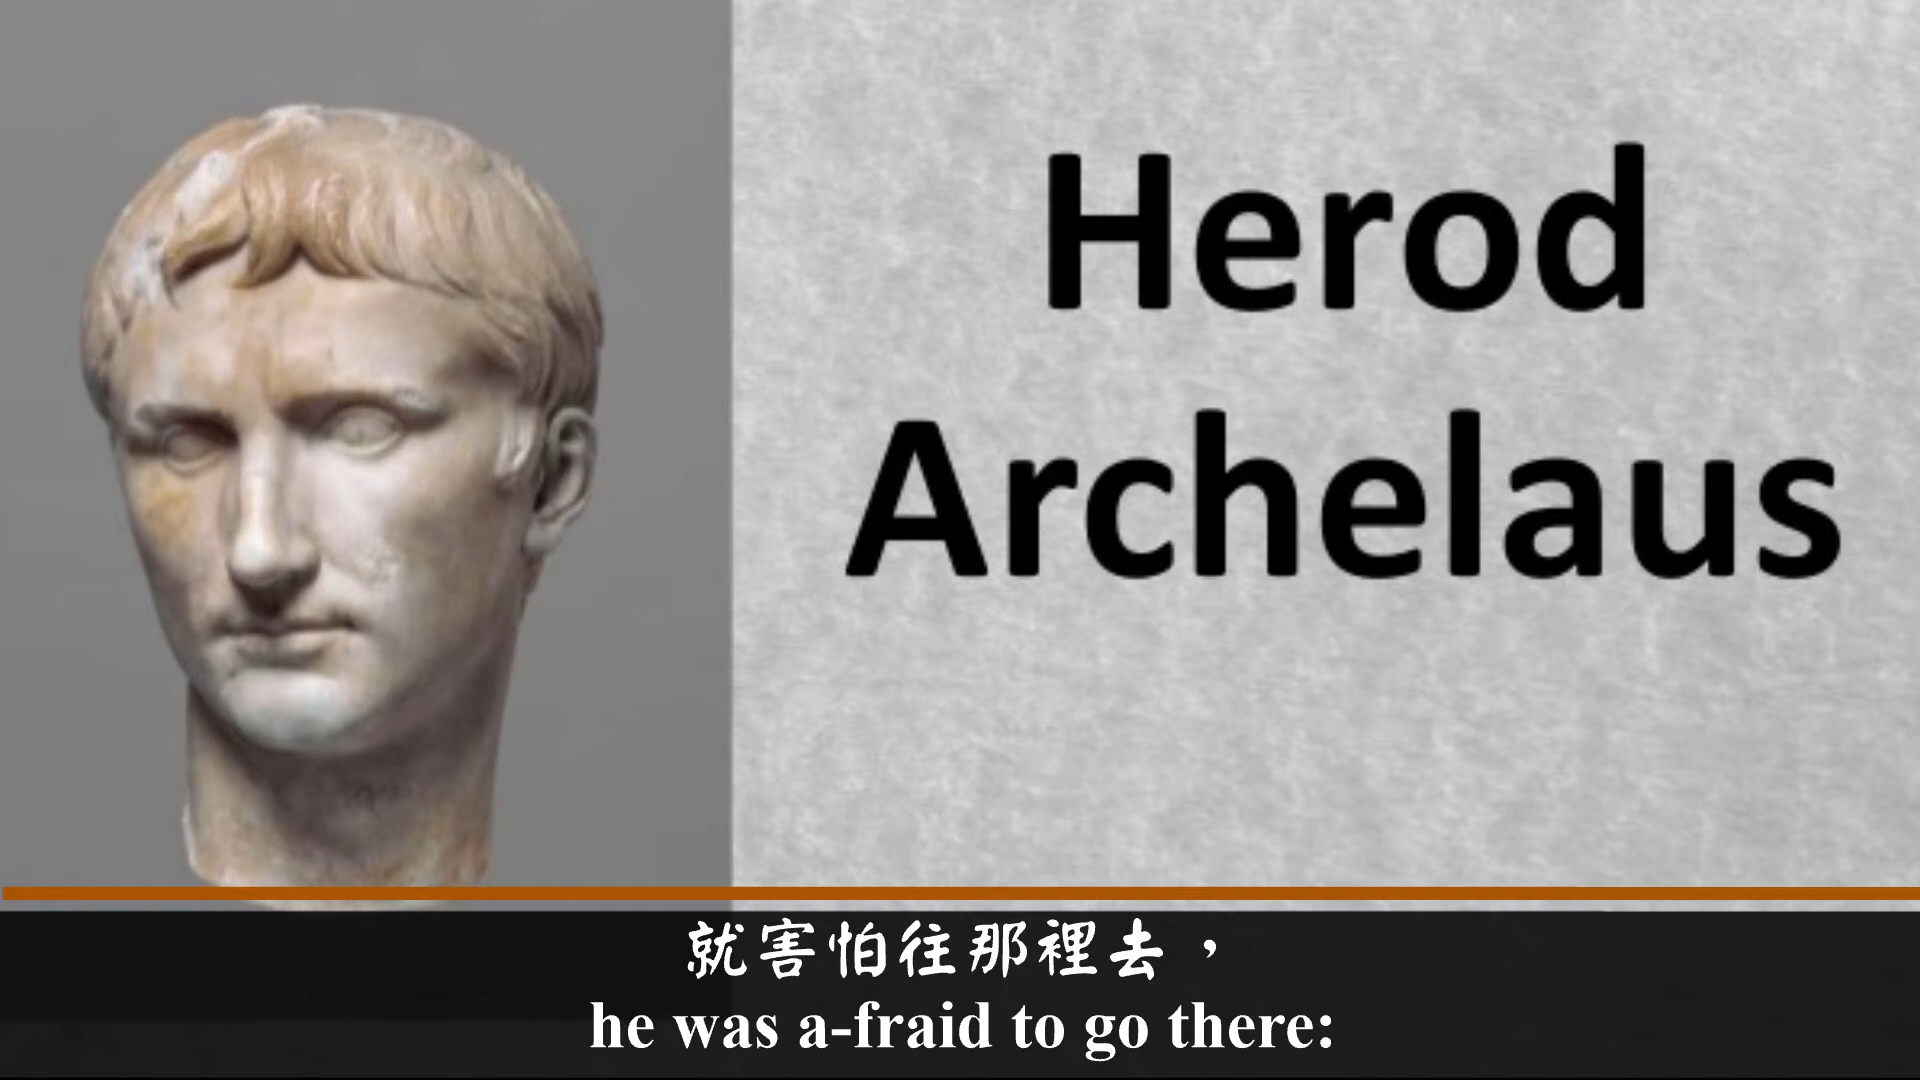 Herod
Archelaus
就害怕往那裡去，
he was a-fraid to go there: